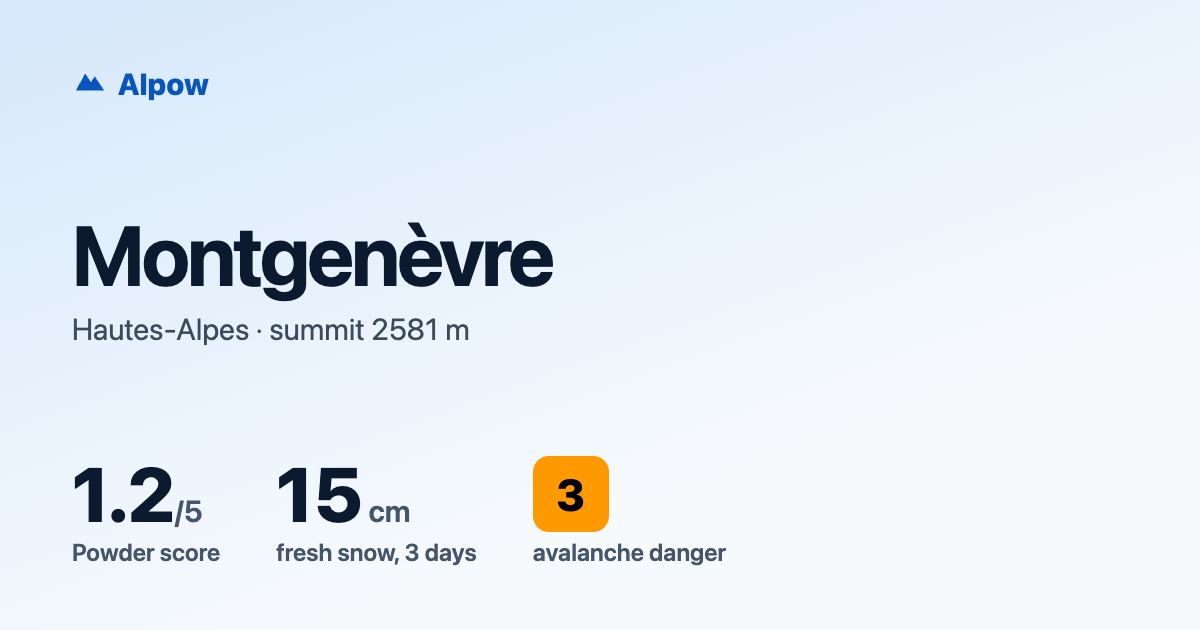 Alpow
Montgenèvre
Hautes-Alpes · summit 2581 m
1.2/5
Powder score
15 cm
fresh snow, 3 days
3
avalanche danger